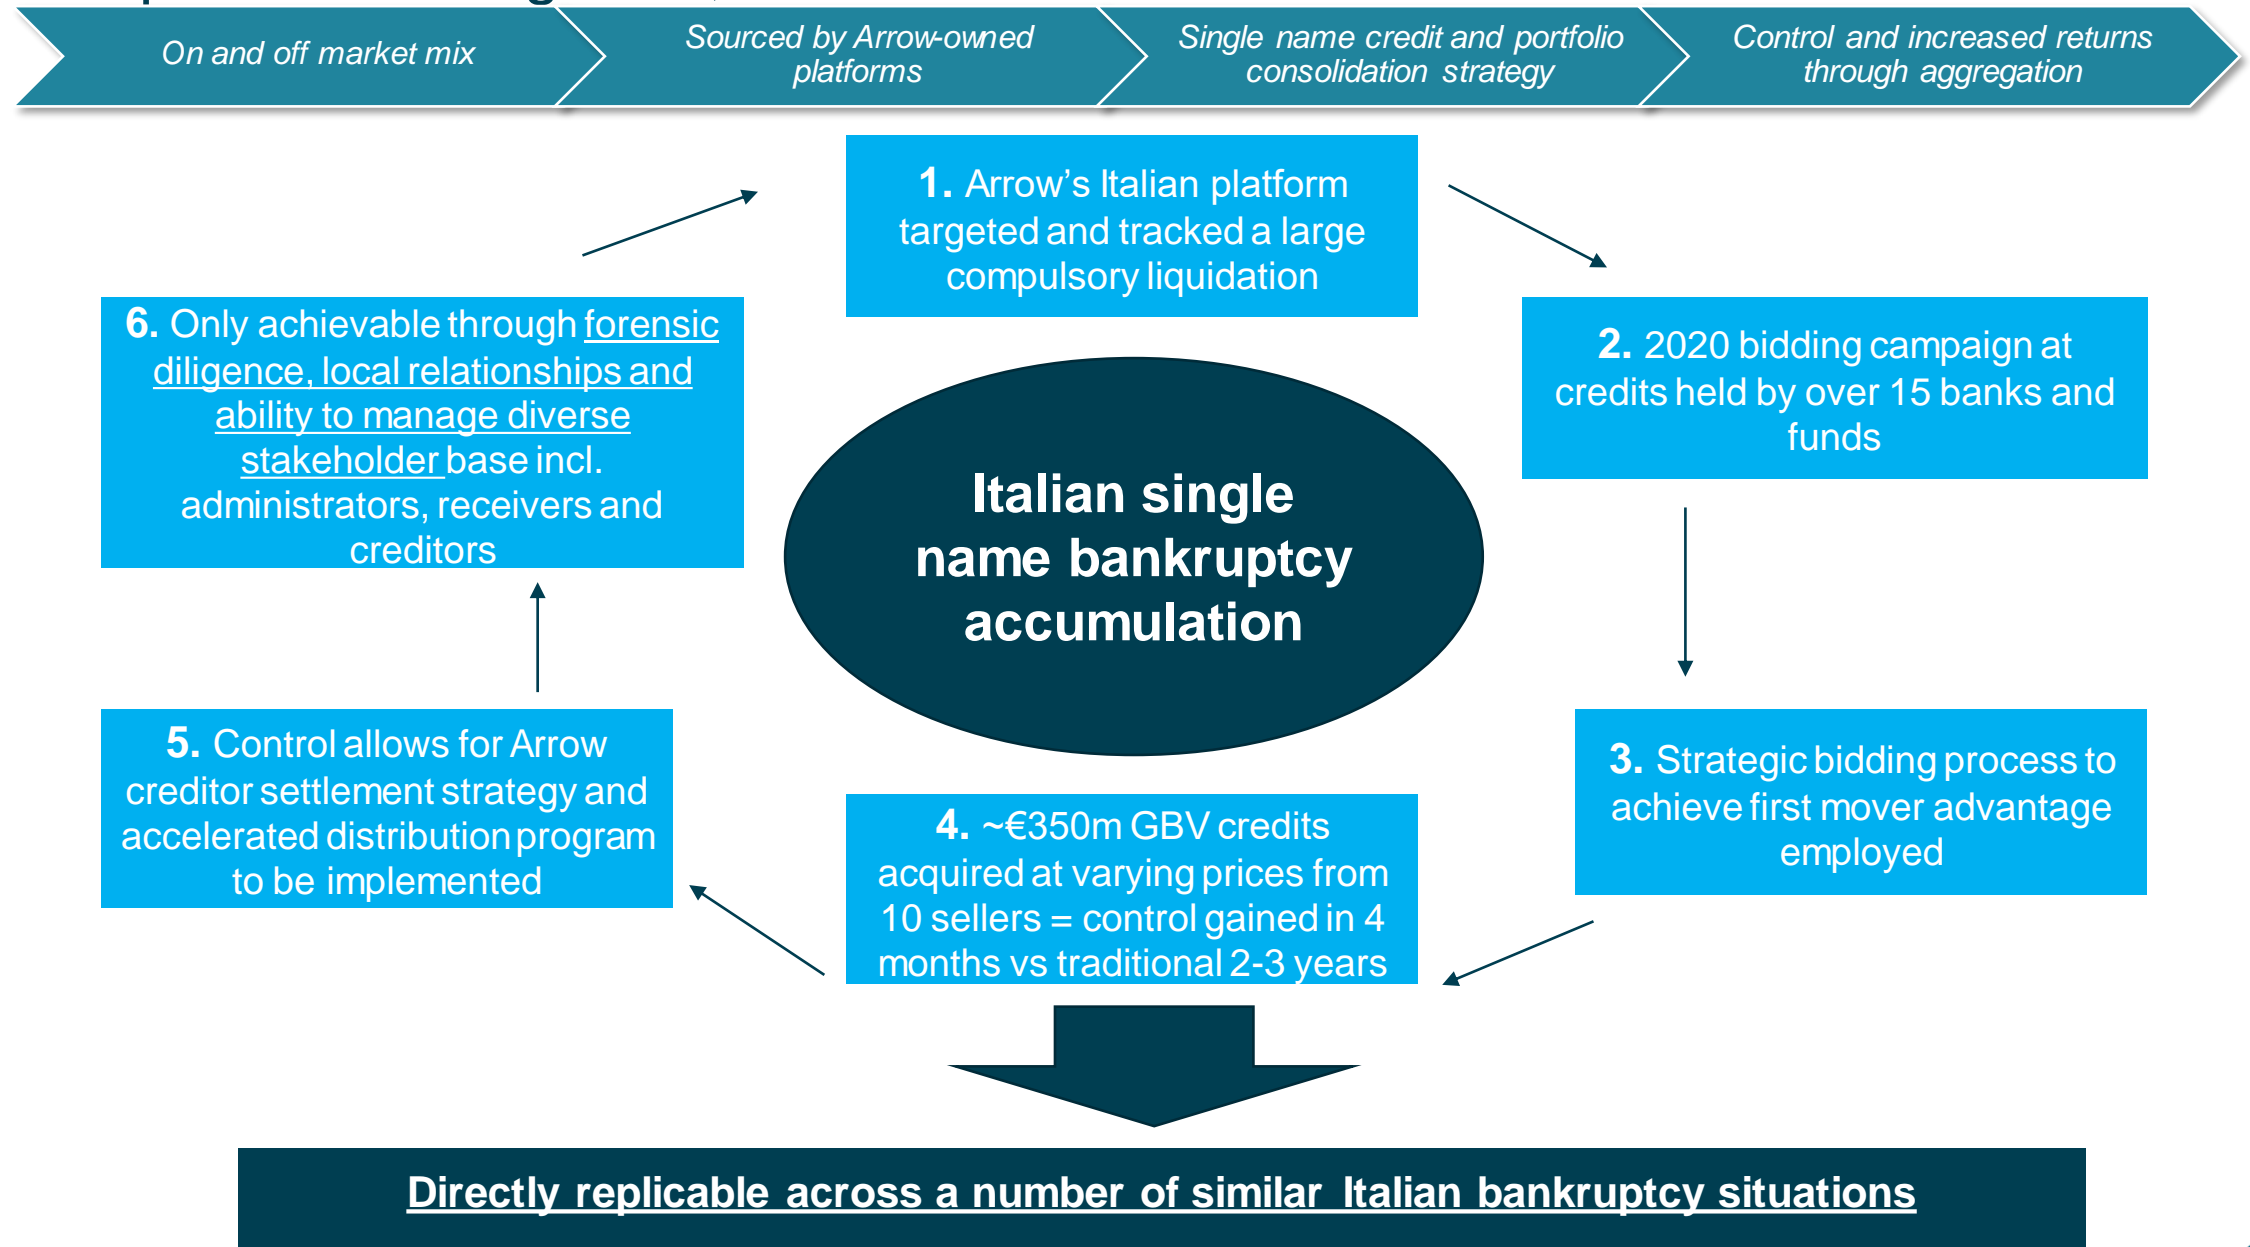 On and off market mix
Sourced by Arrow-owned
platforms
Single name credit and portfolio
consolidation strategy
Control and increased returns
through aggregation
1. Arrow’s Italian platform
targeted and tracked a large
compulsory liquidation
2. 2020 bidding campaign at
credits held by over 15 banks and
funds
3. Strategic bidding process to
achieve first mover advantage
employed
4. ~€350m GBV credits
acquired at varying prices from
10 sellers = control gained in 4
months vs traditional 2-3 years
5. Control allows for Arrow
creditor settlement strategy and
accelerated distribution program
to be implemented
6. Only achievable through forensic
diligence, local relationships and
ability to manage diverse
stakeholder base incl.
administrators, receivers and
creditors
Italian single
name bankruptcy
accumulation
Directly replicable across a number of similar Italian bankruptcy situations